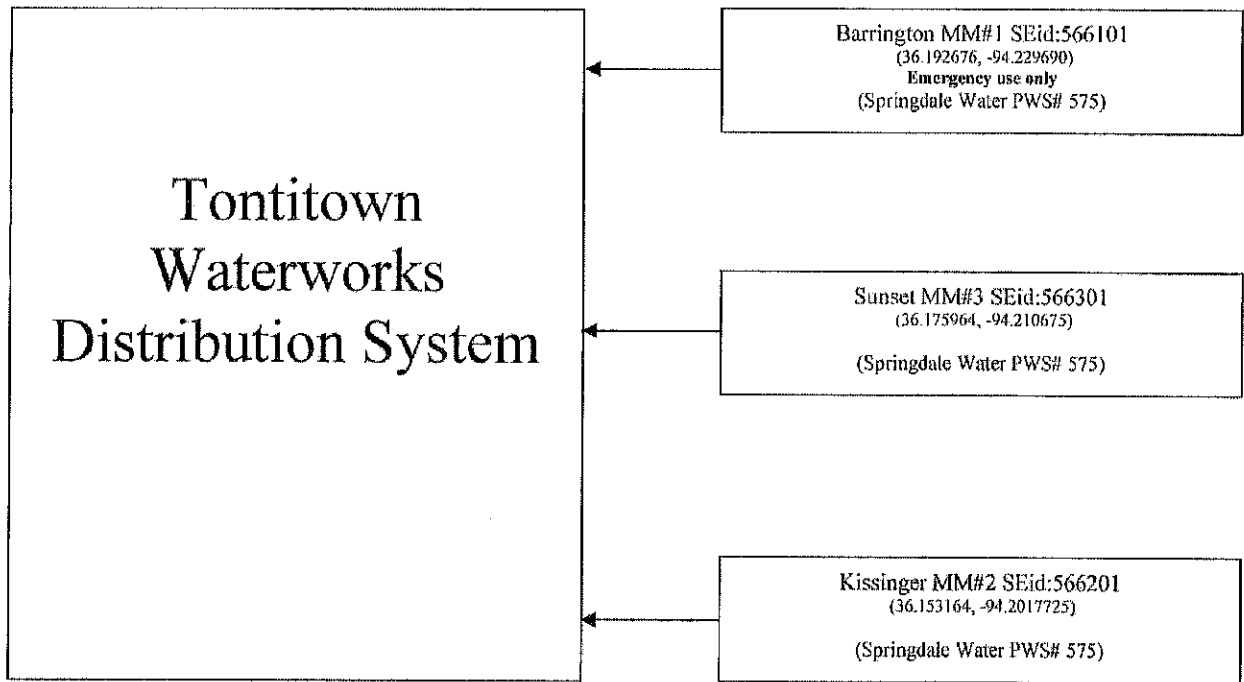 Tontitown
Waterworks
Distribution System
Barrington MM#1 SEid:566101
(36.192676, -94.229690)
Emergency use only
(Springdale Water PWS# 575)
Sunset MM#3 SEid:566301
(36.175964, -94.210675)
(Springdale Water PWS# 575)
Kissinger MM#2 SEid:566201
(36.153164, -94.2017725)
(Springdale Water PWS# 575)